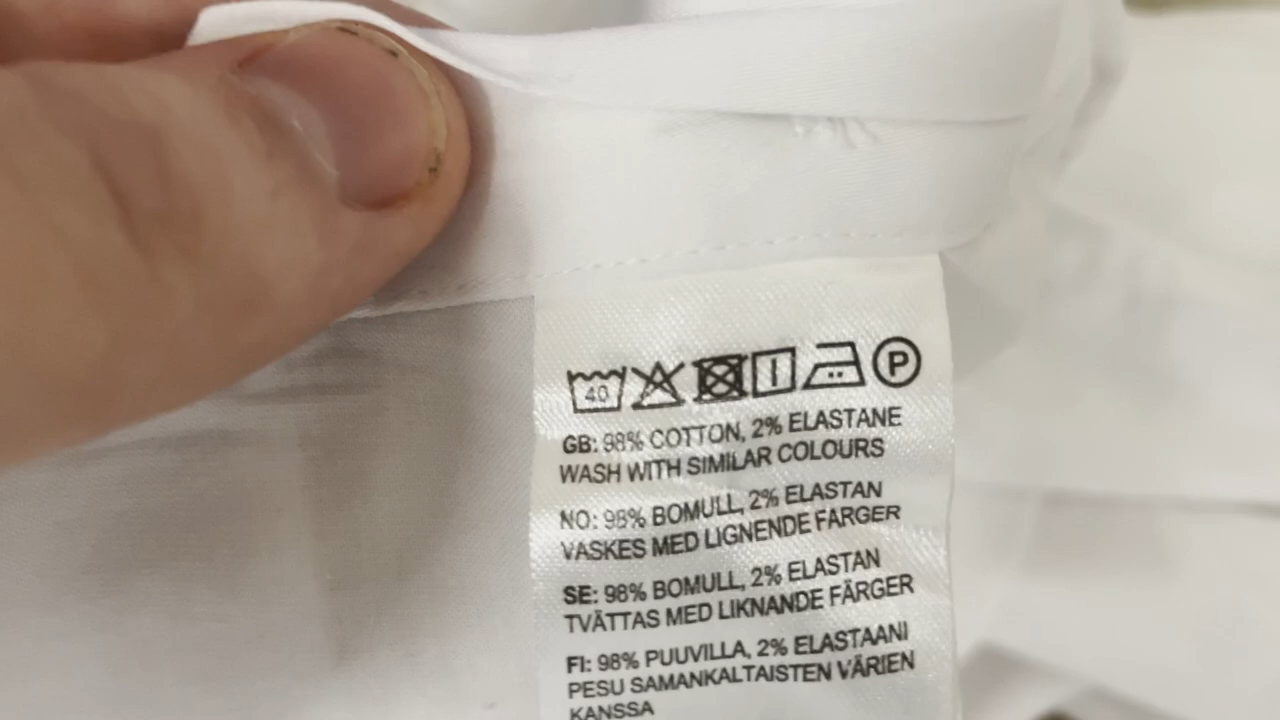 40 P
GB: 98% COTTON, 2% ELASTANE
WASH WITH SIMILAR COLOURS
NO: 98% BOMULL, 2% ELASTAN
VASKES MED LIGNENDE FARGER
SE: 98% BOMULL, 2% ELASTAN
TVÄTTAS MED LIKNANDE FÄRGER
FI: 98% PUUVILLA, 2% ELASTAANI
PESU SAMANKALTAISTEN VÄRIEN
KANSSA